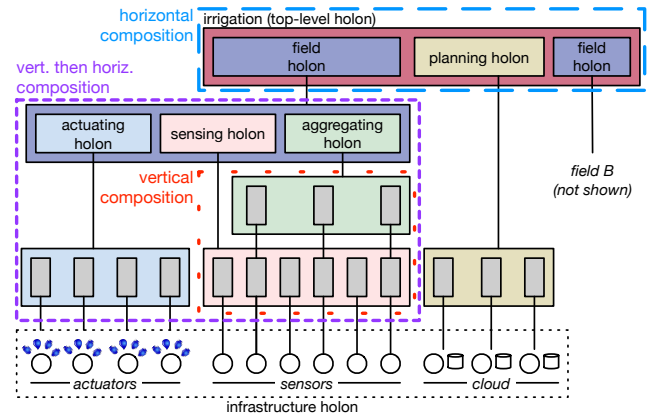 horizontal
composition
irrigation (top-level holon)
field
holon
planning holon
field
holon
vert. then horiz.
composition
actuating
holon
sensing holon
aggregating
holon
vertical
composition
field B
(not shown)
actuators
sensors
cloud
infrastructure holon